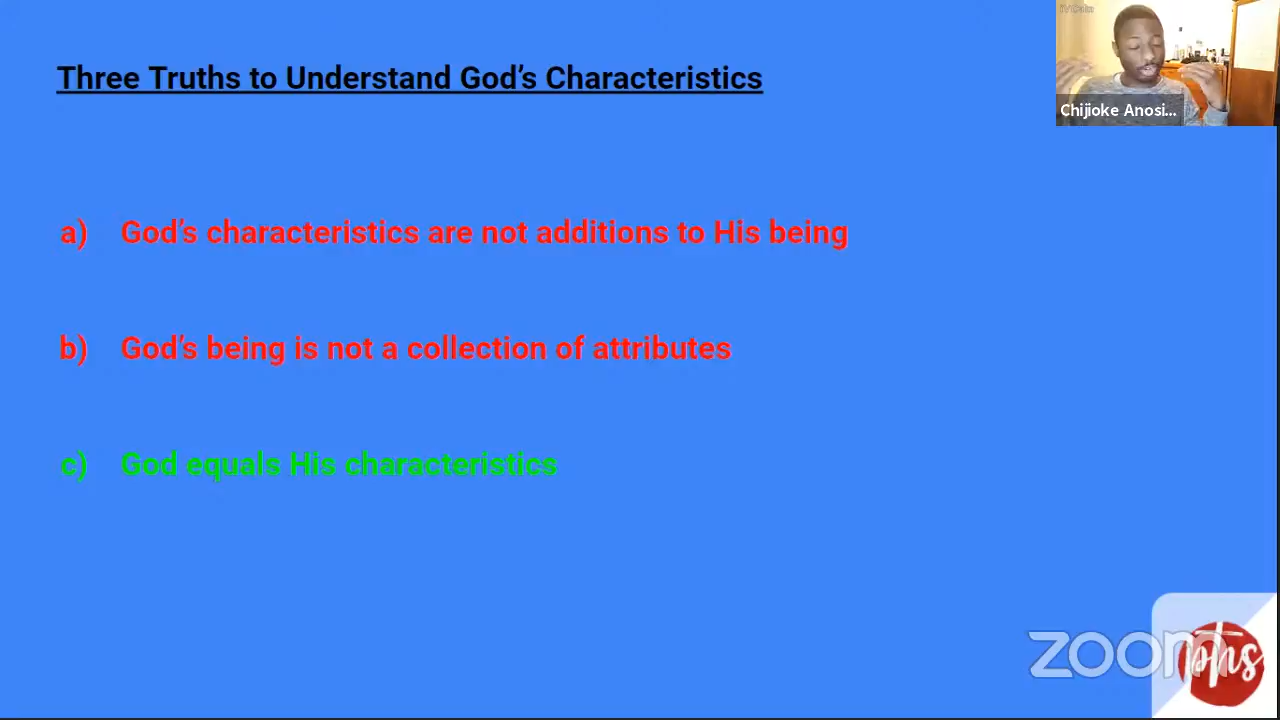 Three Truths to Understand God's Characteristics
Chijioke Anosi...
a) God's characteristics are not additions to His being
b) God's being is not a collection of attributes
c) God equals His characteristics
zoom
phs